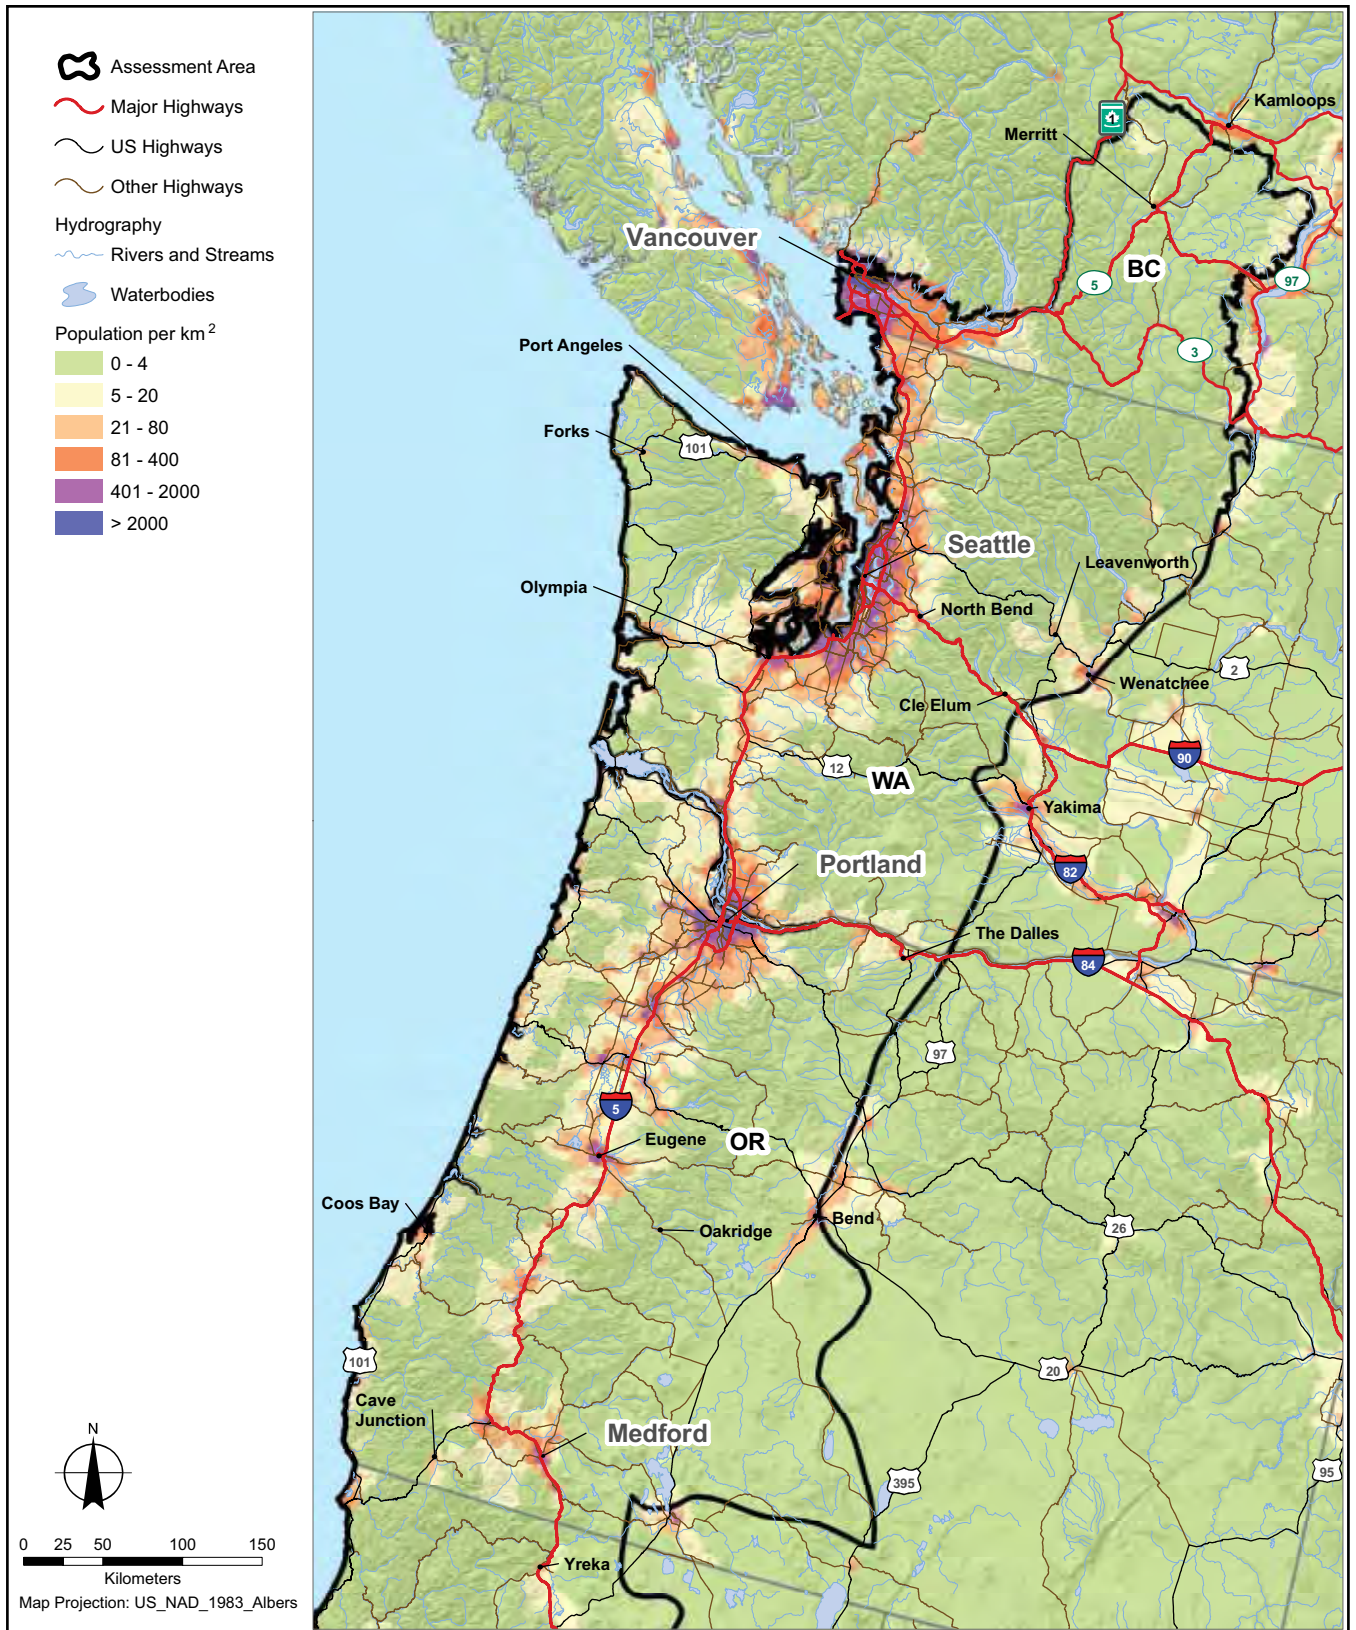 Assessment Area
Major Highways
US Highways
Other Highways
Hydrography
Rivers and Streams
Waterbodies
Population per km 2
0 - 4
5 - 20
21 - 80
81 - 400
401 - 2000
> 2000
Kamloops
1
Merritt
Vancouver
BC
5
97
3
Port Angeles
Forks
101
Seattle
Leavenworth
Olympia
North Bend
2
Wenatchee
Cle Elum
90
12
WA
Yakima
Portland
82
The Dalles
84
97
5
Eugene
OR
Coos Bay
Bend
Oakridge
26
101
20
Cave
Junction
Medford
95
395
N
0 25 50 100 150
Kilometers
Yreka
Map Projection: US_NAD_1983_Albers